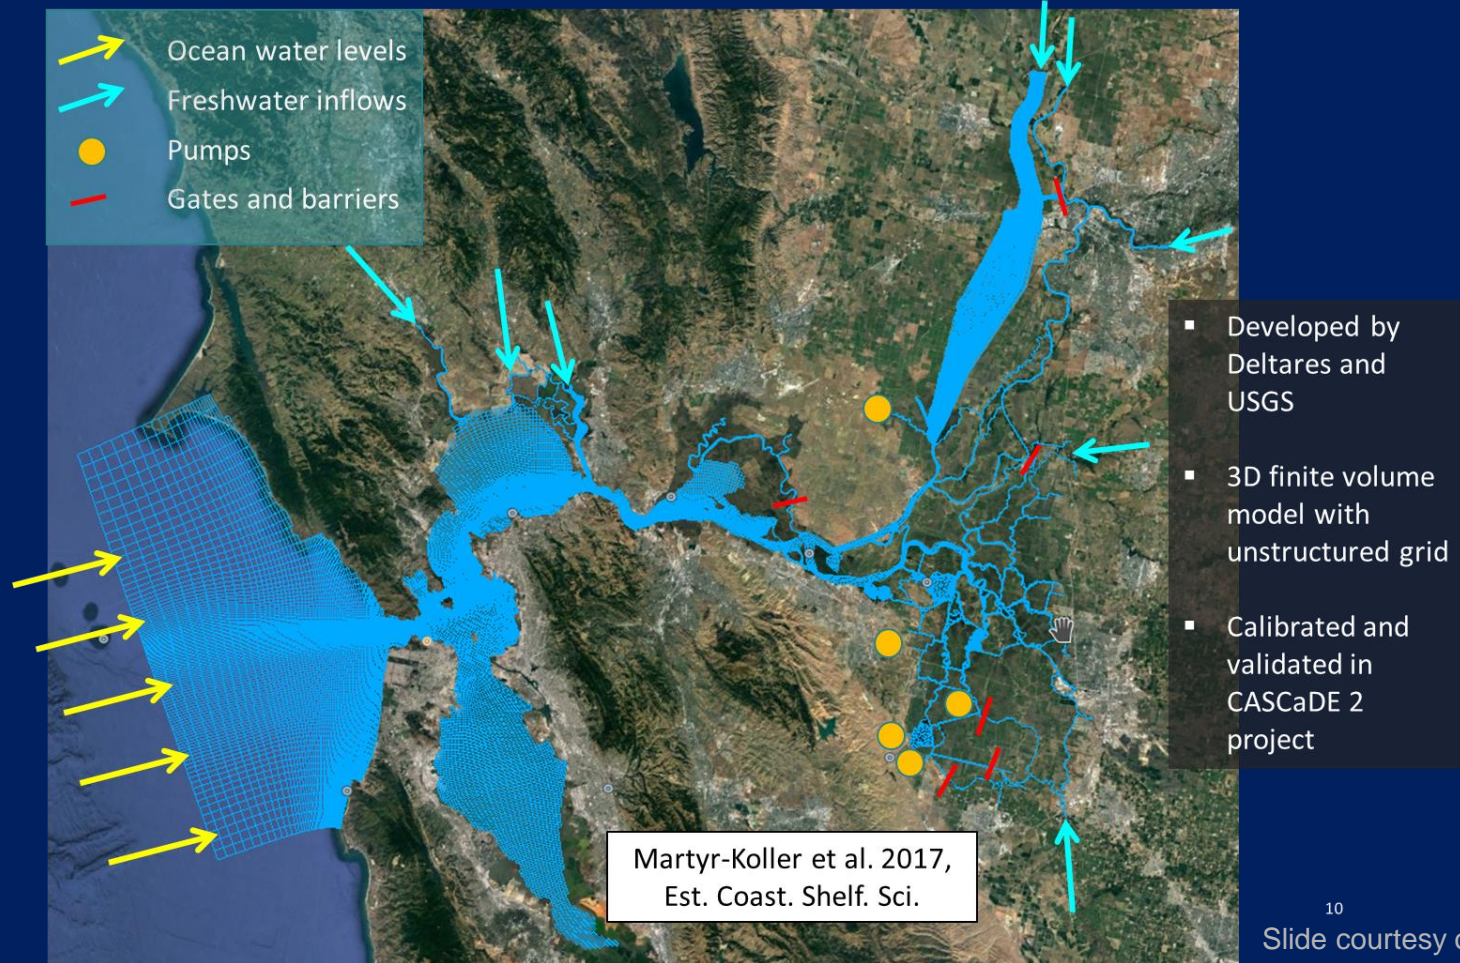 Ocean water levels
Freshwater inflows
Pumps
Gates and barriers
▪ Developed by
Deltares and
USGS
▪ 3D finite volume
model with
unstructured grid
▪ Calibrated and
validated in
CASCaDE 2
project
Martyr-Koller et al. 2017,
Est. Coast. Shelf. Sci.
10
Slide courtesy